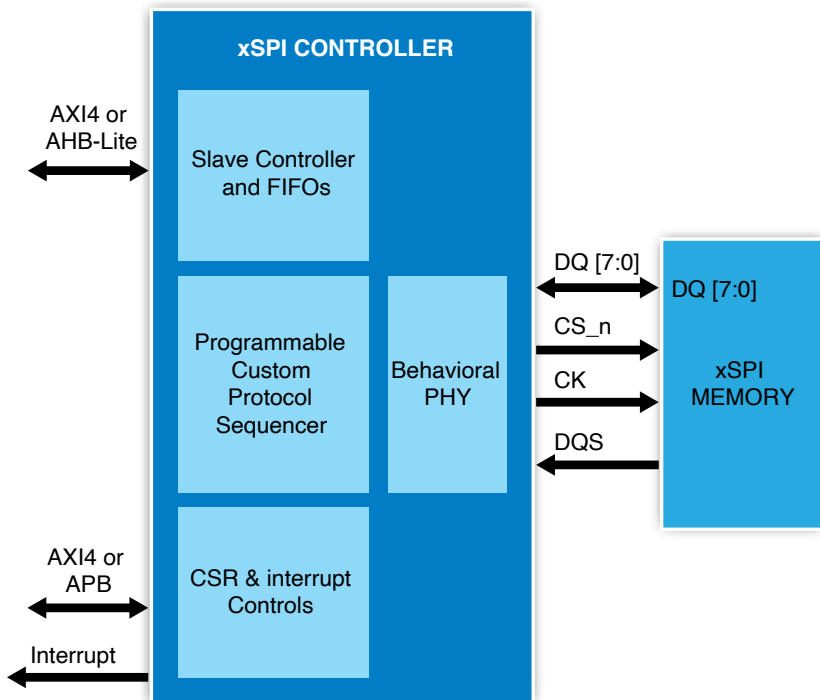 xSPI CONTROLLER
AXI4 or
AHB-Lite
Slave Controller
and FIFOs
DQ [7:0]
DQ [7:0]
CS_n
Programmable
Custom
Protocol
Sequencer
Behavioral
PHY
xSPI
MEMORY
CK
DQS
AXI4 or
APB
CSR & interrupt
Controls
Interrupt